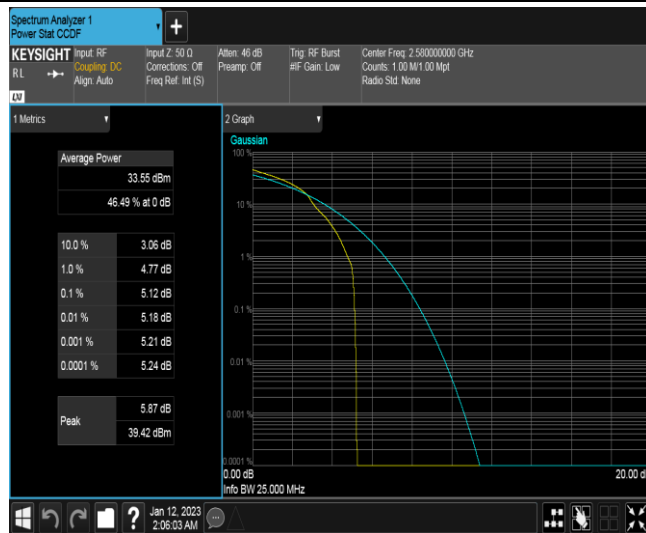 Spectrum Analyzer 1
Power Stat CCDF
+
KEYSIGHT
RL
Input: RF
Coupling: DC
Align: Auto
Input Z: 50 Ω
Corrections: Off
Freq Ref: Int (S)
Atten: 46 dB
Preamp: Off
Trig: RF Burst
#IF Gain: Low
Center Freq: 2.580000000 GHz
Counts: 1.00 M/1.00 Mpt
Radio Std: None
LXI
1 Metrics
Average Power
33.55 dBm
46.49 % at 0 dB
10.0 % 3.06 dB
1.0 % 4.77 dB
0.1 % 5.12 dB
0.01 % 5.18 dB
0.001 % 5.21 dB
0.0001 % 5.24 dB
Peak
5.87 dB
39.42 dBm
2 Graph
Gaussian
100 %
10 %
1 %
0.1 %
0.01 %
0.001 %
0.0001 %
0.00 dB
20.00 d
Info BW 25.000 MHz
?
Jan 12, 2023
2:06:03 AM